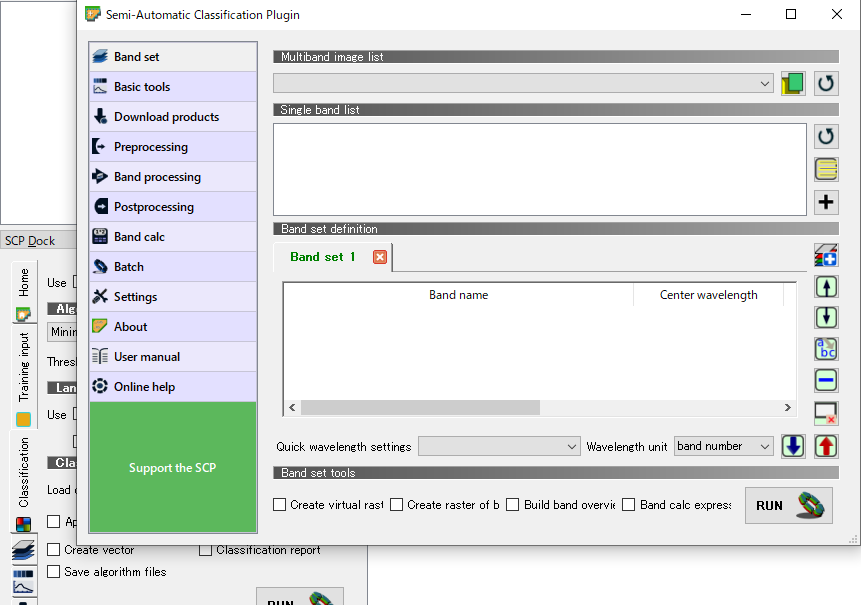 Semi-Automatic Classification Plugin
Band set
Basic tools
Download products
Preprocessing
Band processing
Postprocessing
Band calc
Batch
Settings
About
User manual
Online help
Support the SCP
Multiband image list
Single band list
Band set definition
Band set 1
Band name
Center wavelength
Quick wavelength settings
Wavelength unit
band number
Band set tools
Create virtual rast
Create raster of b
Build band overvie
Band calc express
RUN
SCP Dock
Home
Training input
Classification
Use
Alg
Minin
Thresl
Lan
Use
Clas
Load c
Ap
Create vector
Classification report
Save algorithm files
RUN